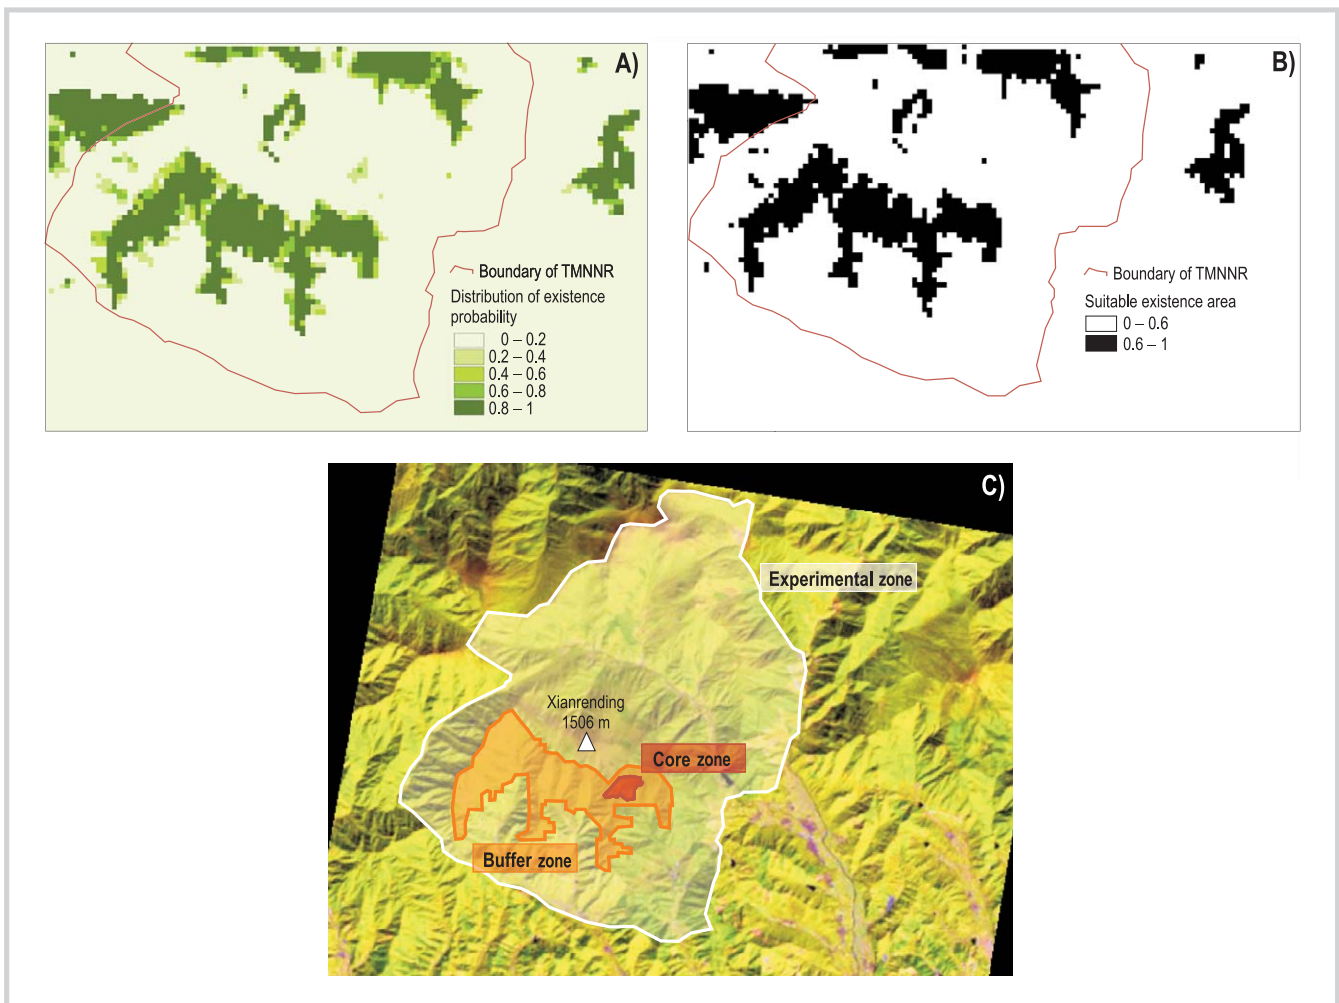 A)
Boundary of TMNNR
Distribution of existence
probability
0 – 0.2
0.2 – 0.4
0.4 – 0.6
0.6 – 0.8
0.8 – 1
B)
Boundary of TMNNR
Suitable existence area
0 – 0.6
0.6 – 1
C)
Experimental zone
Xianrending
1506 m
Core zone
Buffer zone